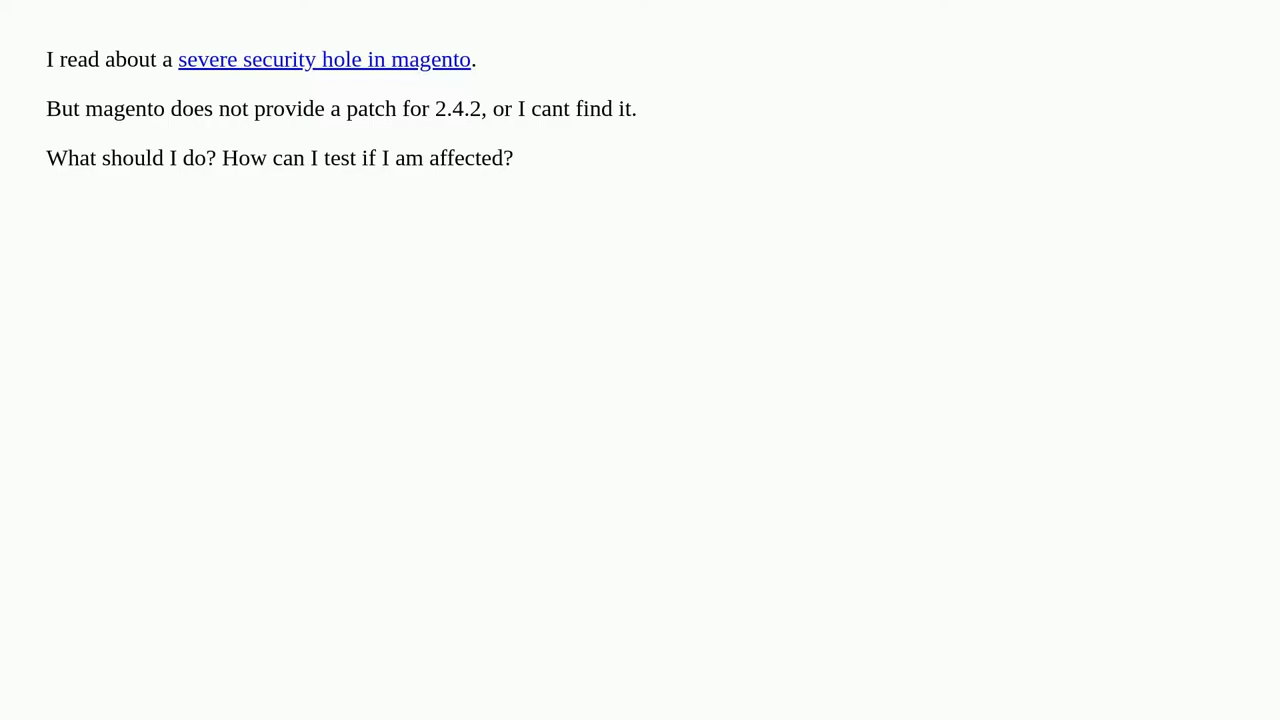 I read about a severe security hole in magento.
But magento does not provide a patch for 2.4.2, or I cant find it.
What should I do? How can I test if I am affected?